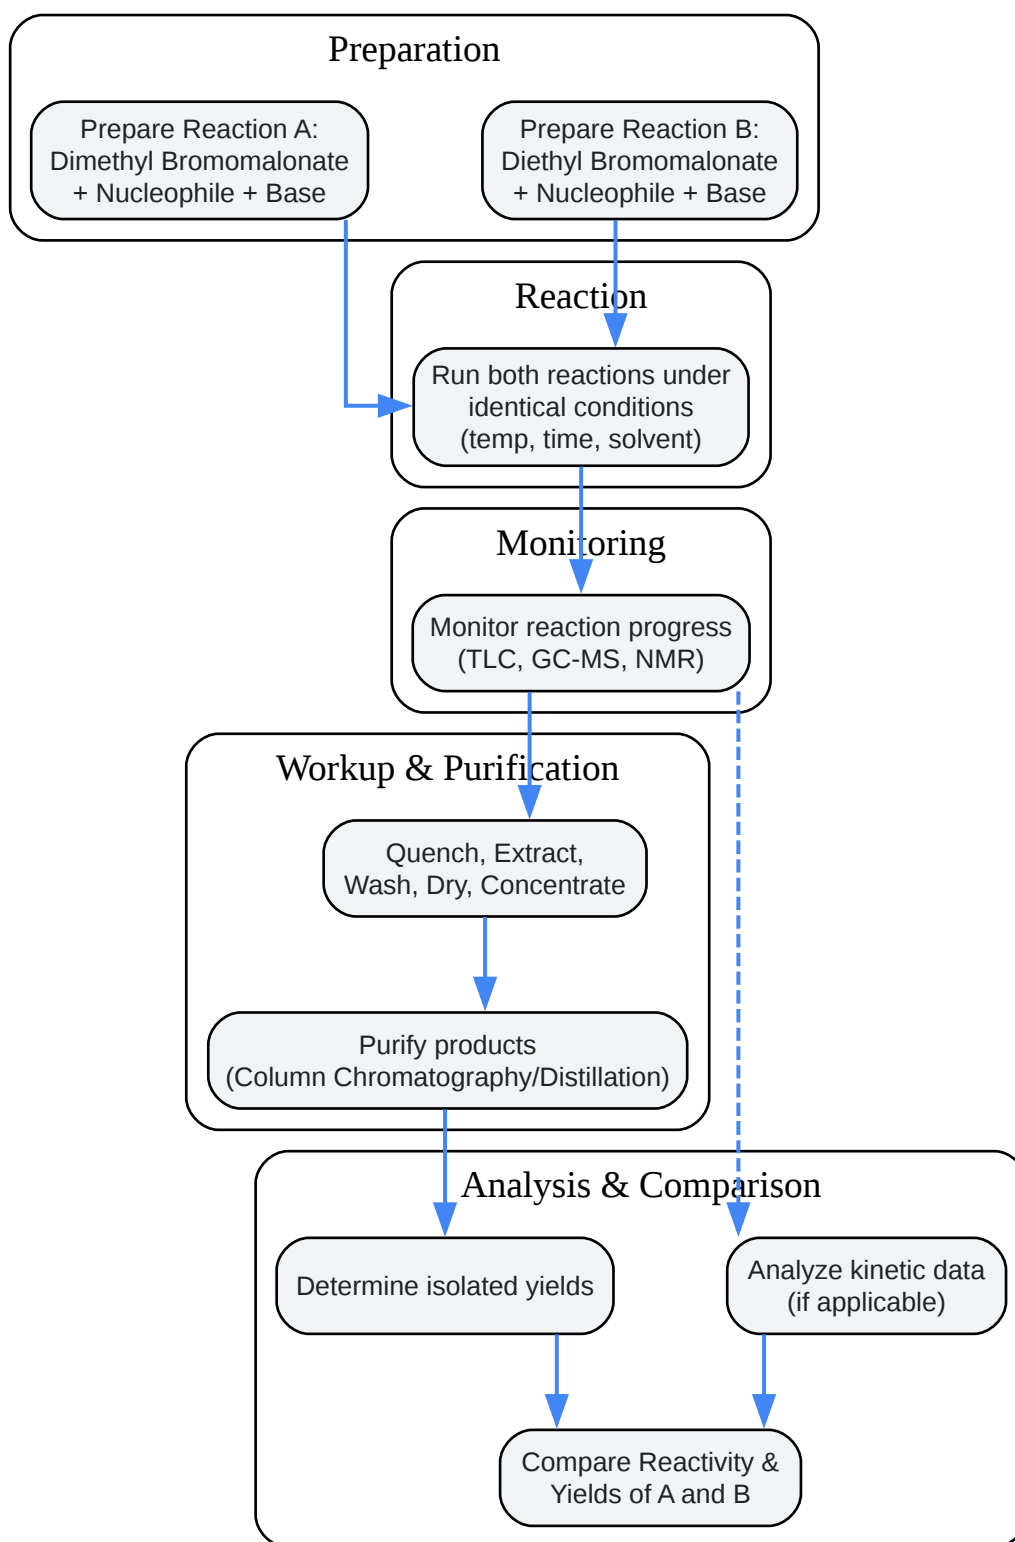 Preparation
Prepare Reaction A:
Dimethyl Bromomalonate
+ Nucleophile + Base
Prepare Reaction B:
Diethyl Bromomalonate
+ Nucleophile + Base
Reaction
Run both reactions under
identical conditions
(temp, time, solvent)
Monitoring
Monitor reaction progress
(TLC, GC-MS, NMR)
Workup & Purification
Quench, Extract,
Wash, Dry, Concentrate
Purify products
(Column Chromatography/Distillation)
Analysis & Comparison
Determine isolated yields
Analyze kinetic data
(if applicable)
Compare Reactivity &
Yields of A and B